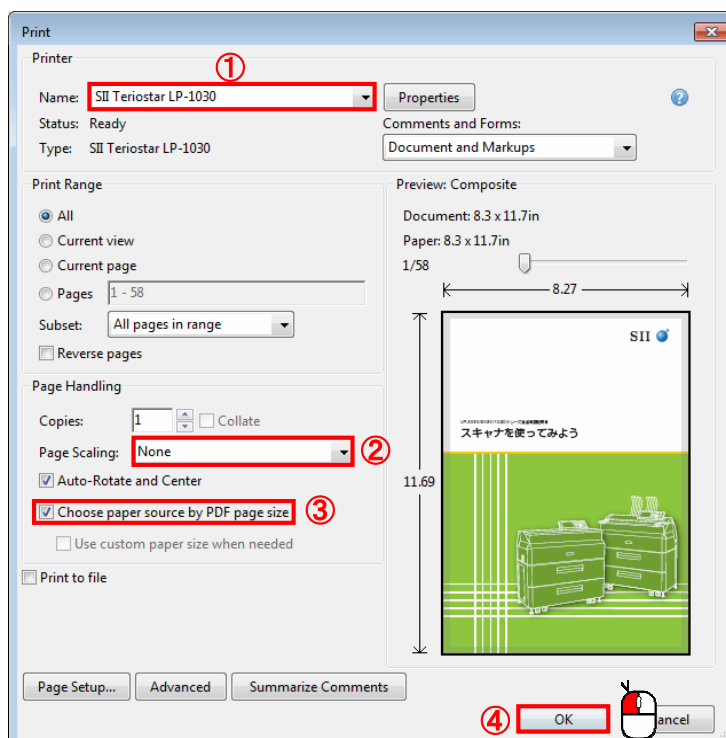 Print
Printer
①
Name: SII Teriostar LP-1030 Properties
Status: Ready Comments and Forms:
Type: SII Teriostar LP-1030 Document and Markups
Print Range Preview: Composite
All Document: 8.3 x 11.7in
Current view Paper: 8.3 x 11.7in
Current page 1/58
Pages 1 - 58 8.27
Subset: All pages in range
Reverse pages
SII
Page Handling
Copies: 1 Collate
Page Scaling: None ②
スキャナを使ってみよう
Auto-Rotate and Center 11.69
Choose paper source by PDF page size ③
Use custom paper size when needed
Print to file
Page Setup... Advanced Summarize Comments
④ OK ancel